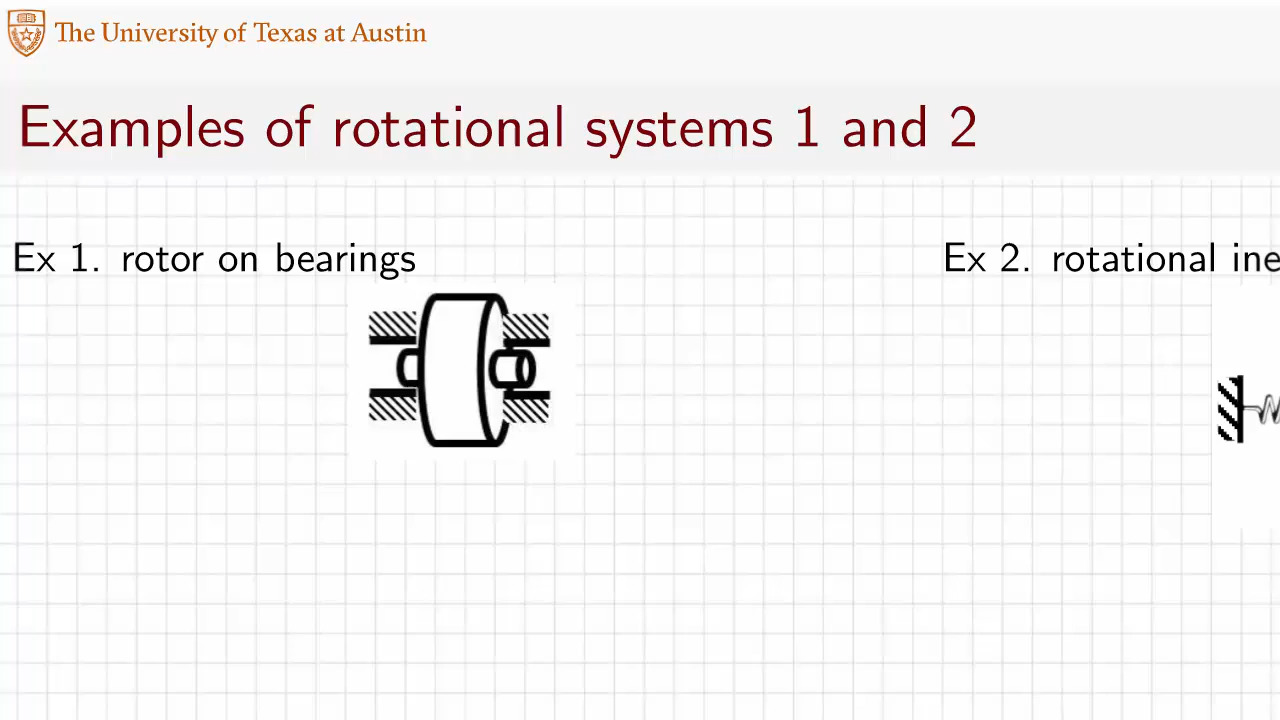 The University of Texas at Austin
Examples of rotational systems 1 and 2
Ex 1. rotor on bearings
Ex 2. rotational ine